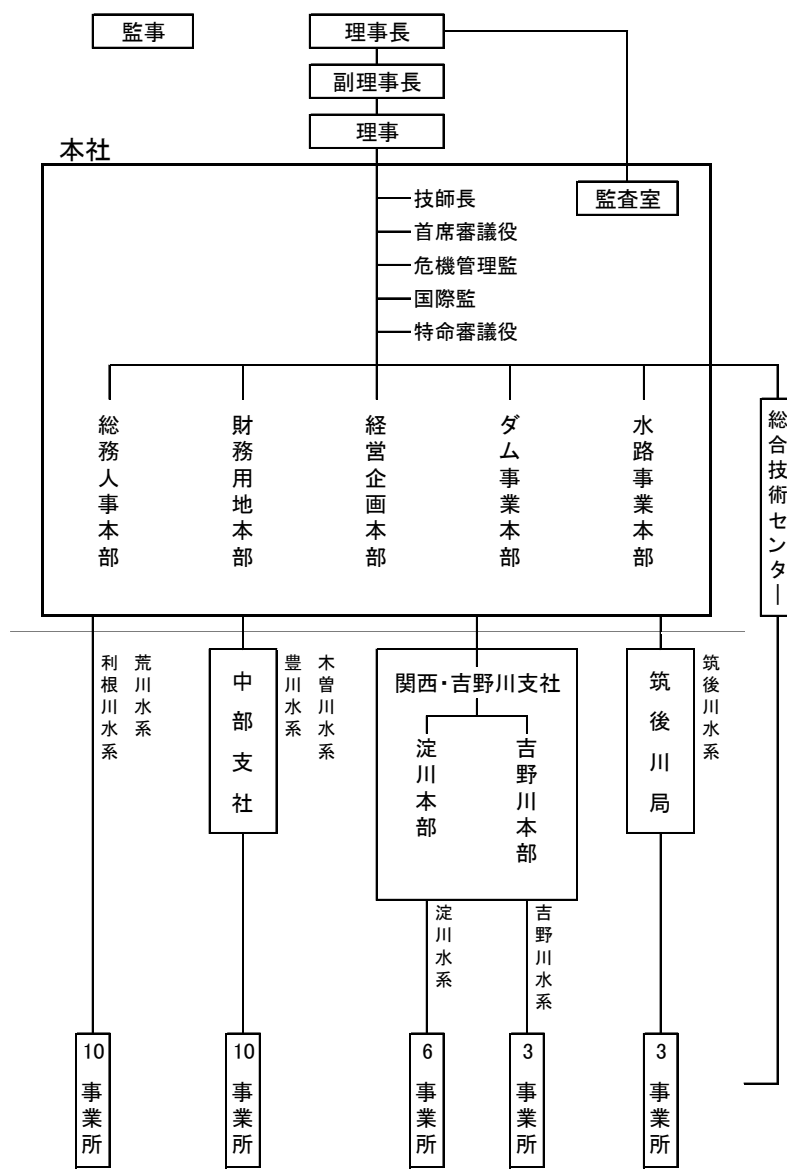 監事
理事長
副理事長
理事
本社
監査室
技師長
首席審議役
危機管理監
国際監
特命審議役
総務人事本部
財務用地本部
経営企画本部
ダム事業本部
水路事業本部
総合技術センター
利根川水系
荒川水系
中部支社
豊川水系
木曽川水系
関西・吉野川支社
淀川本部
吉野川本部
筑後川局
筑後川水系
淀川水系
吉野川水系
10事業所
10事業所
6事業所
3事業所
3事業所